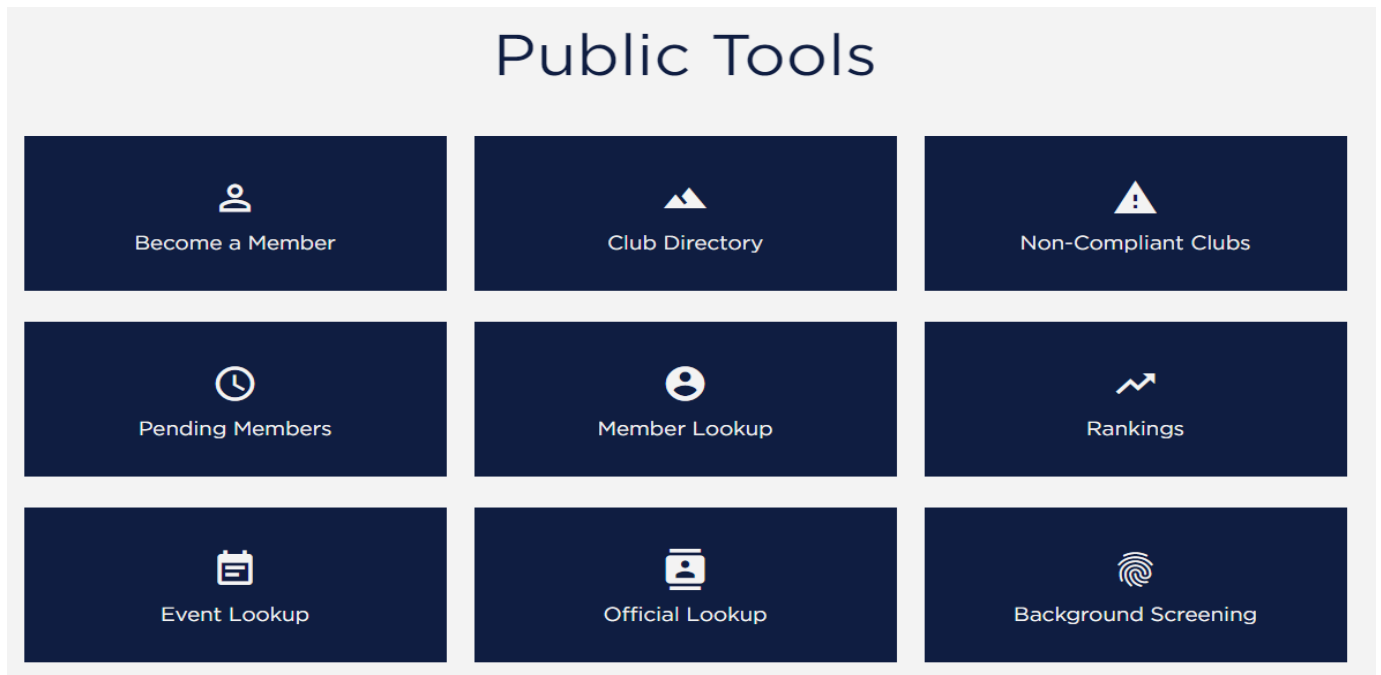 Public Tools
Become a Member
Club Directory
Non-Compliant Clubs
Pending Members
Member Lookup
Rankings
Event Lookup
Official Lookup
Background Screening